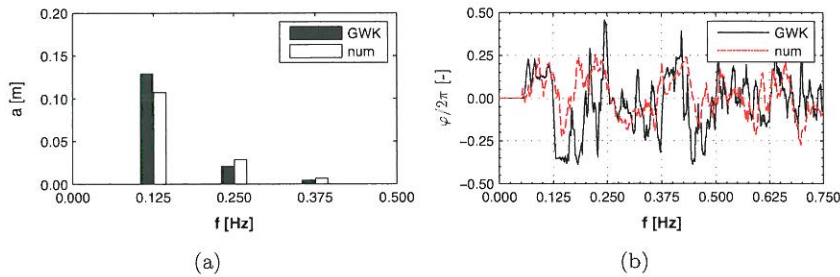 0.20
0.15
0.10
0.05
0.00
a [m]
GWK
num
0.000 0.125 0.250 0.375 0.500
f [Hz]
(a)
0.50
0.25
0.00
−0.25
−0.50
φ/2π [-]
GWK
num
0.000 0.125 0.250 0.375 0.500 0.625 0.750
f [Hz]
(b)